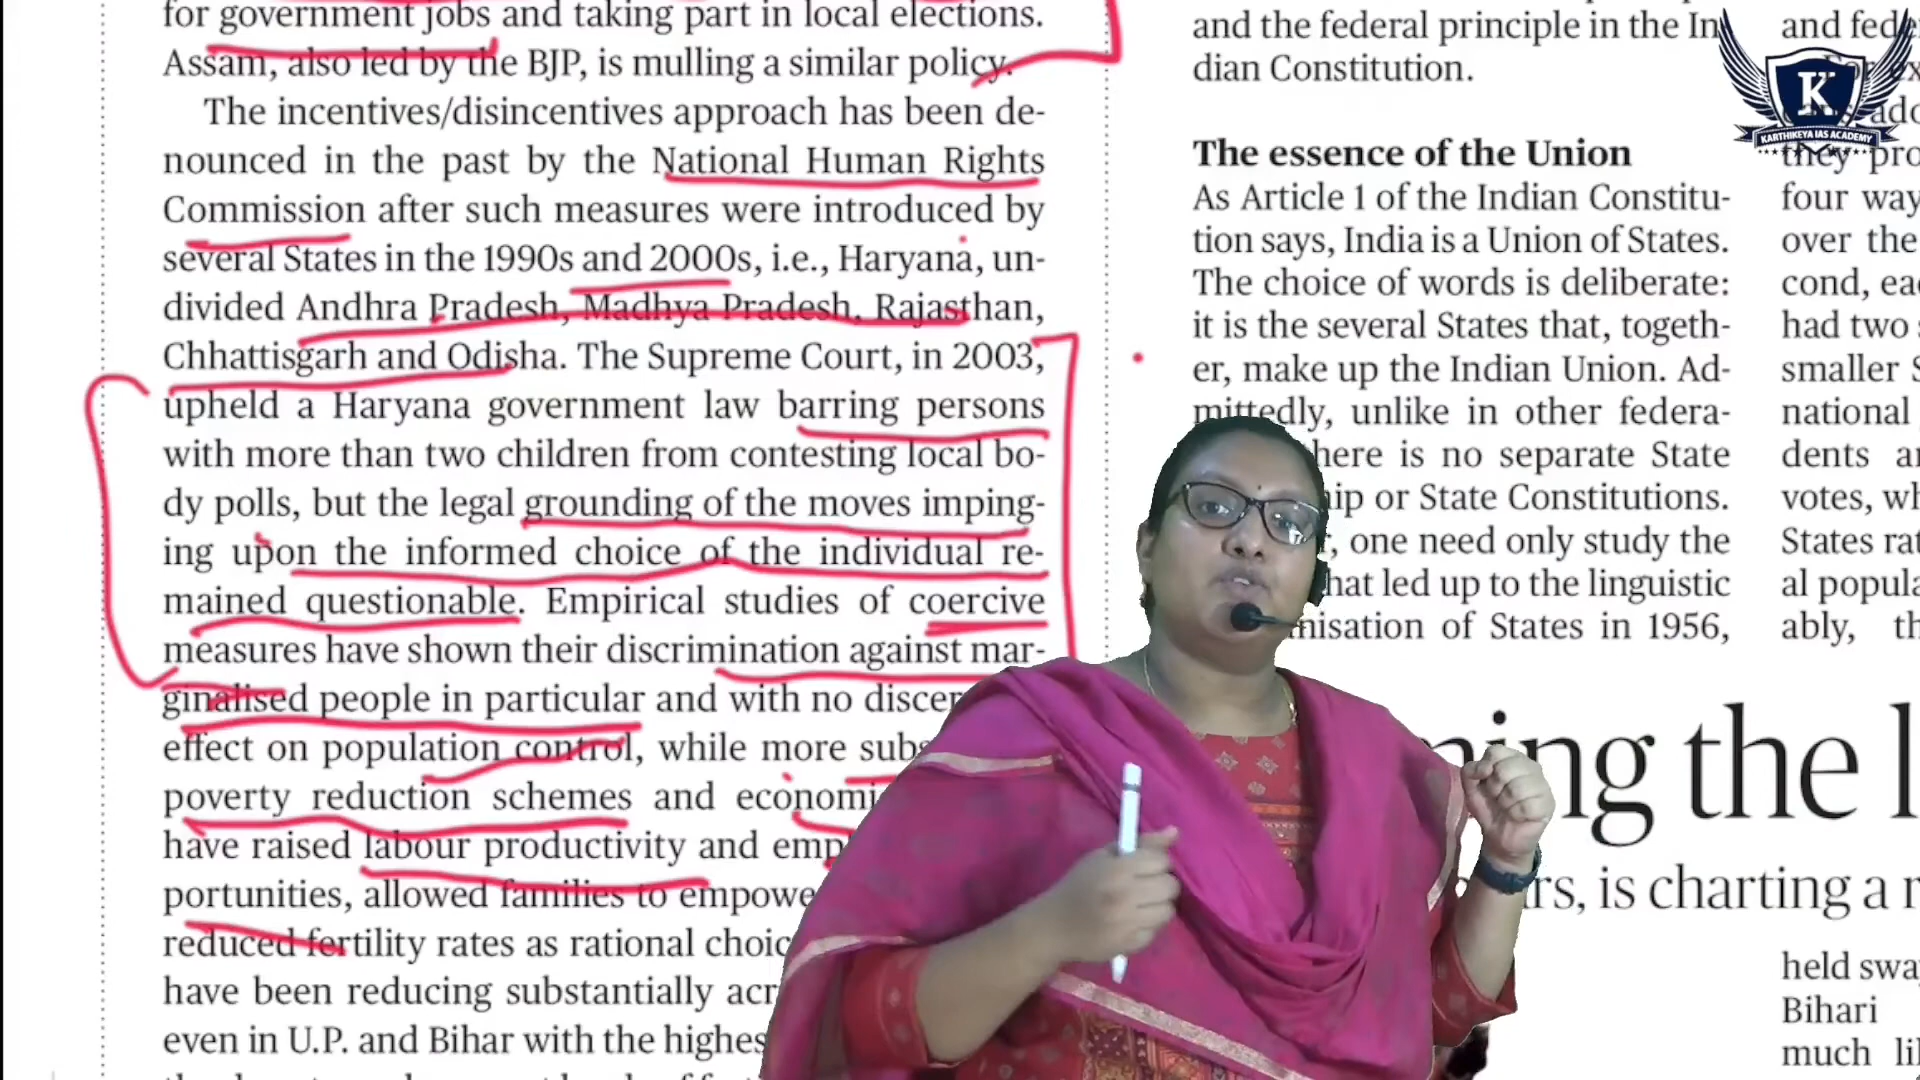 for government jobs and taking part in local elections.
Assam, also led by the BJP, is mulling a similar policy.
The incentives/disincentives approach has been de-
nounced in the past by the National Human Rights
Commission after such measures were introduced by
several States in the 1990s and 2000s, i.e., Haryana, un-
divided Andhra Pradesh, Madhya Pradesh, Rajasthan,
Chhattisgarh and Odisha. The Supreme Court, in 2003,
upheld a Haryana government law barring persons
with more than two children from contesting local bo-
dy polls, but the legal grounding of the moves imping-
ing upon the informed choice of the individual re-
mained questionable. Empirical studies of coercive
measures have shown their discrimination against mar-
ginalised people in particular and with no
effect on population control, while more
poverty reduction schemes and
have raised labour productivity and
portunities, allowed families to
reduced fertility rates as rational
have been reducing substantially
even in U.P. and Bihar with the
and the federal principle in the In
dian Constitution.
The essence of the Union
As Article 1 of the Indian Constitu-
tion says, India is a Union of States.
The choice of words is deliberate:
it is the several States that, togeth-
er, make up the Indian Union. Ad-
mittedly, unlike in other federa-
here is no separate State
ip or State Constitutions.
, one need only study the
hat led up to the linguistic
misation of States in 1956,
ing the l
rs, is charting a r
and fede
they pro
four way
over the
cond, eac
had two s
smaller S
national
dents an
votes, wh
States rat
al popula
ably, th
held sway
Bihari
much lik
K
KARTHIKEYA IAS ACADEMY